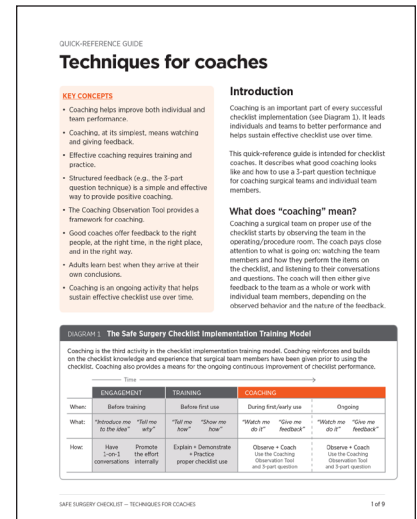 QUICK-REFERENCE GUIDE
Techniques for coaches
KEY CONCEPTS
• Coaching helps improve both individual and
team performance.
• Coaching, at its simplest, means watching
and giving feedback.
• Effective coaching requires training and
practice.
• Structured feedback (e.g., the 3-part
question technique) is a simple and effective
way to provide positive coaching.
• The Coaching Observation Tool provides a
framework for coaching.
• Good coaches offer feedback to the right
people, at the right time, in the right place,
and in the right way.
• Adults learn best when they arrive at their
own conclusions.
• Coaching is an ongoing activity that helps
sustain effective checklist use over time.
Introduction
Coaching is an important part of every successful
checklist implementation (see Diagram 1). It leads
individuals and teams to better performance and
helps sustain effective checklist use over time.
This quick-reference guide is intended for checklist
coaches. It describes what good coaching looks
like and how to use a 3-part question technique
for coaching surgical teams and individual team
members.
What does “coaching” mean?
Coaching a surgical team on proper use of the
checklist starts by observing the team in the
operating/procedure room. The coach pays close
attention to what is going on: watching the team
members and how they perform the items on
the checklist, and listening to their conversations
and questions. The coach will then either give
feedback to the team as a whole or work with
individual team members, depending on the
observed behavior and the nature of the feedback.
DIAGRAM 1 The Safe Surgery Checklist Implementation Training Model
Coaching is the third activity in the checklist implementation training model. Coaching reinforces and builds
on the checklist knowledge and experience that surgical team members have been given prior to using the
checklist. Coaching also provides a means for the ongoing continuous improvement of checklist performance.
Time
ENGAGEMENT TRAINING COACHING
When: Before training Before first use During first/early use Ongoing
What: “Introduce me “Tell me “Tell me “Show me “Watch me “Give me “Watch me “Give me
to the idea” why” how” how” do it” feedback” do it” feedback”
How: Have Promote Explain + Demonstrate Observe + Coach Observe + Coach
1-on-1 the effort + Practice Use the Coaching Use the Coaching
conversations internally proper checklist use Observation Tool Observation Tool
and 3-part question and 3-part question
SAFE SURGERY CHECKLIST — TECHNIQUES FOR COACHES 1 of 9